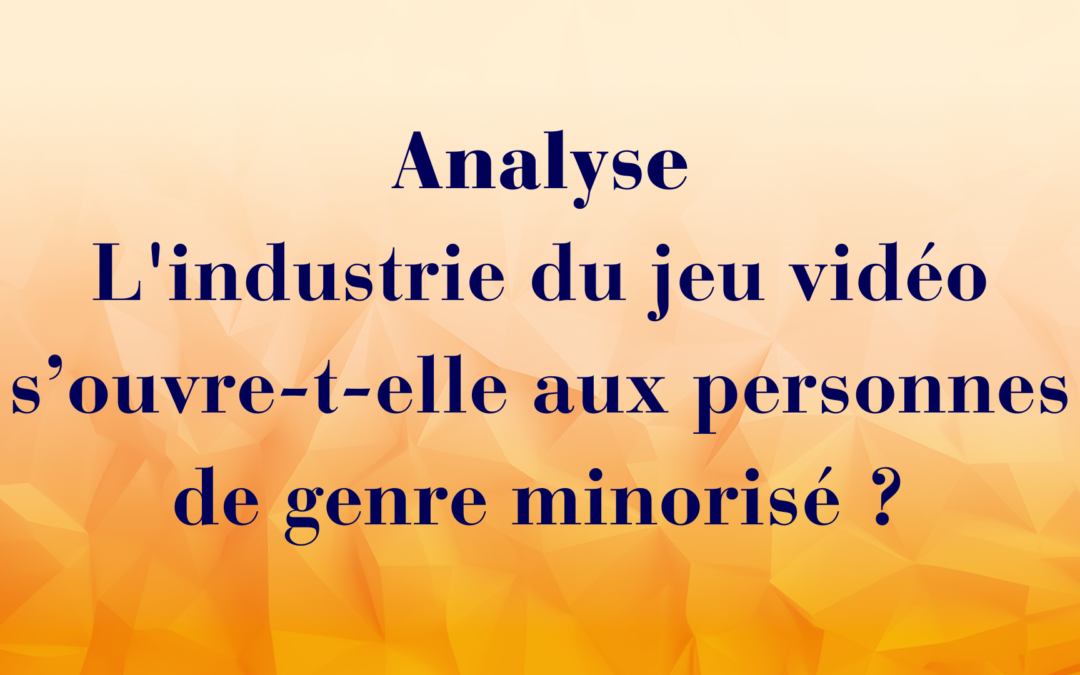 Analyse
L'industrie du jeu vidéo
s’ouvre-t-elle aux personnes
de genre minorisé ?